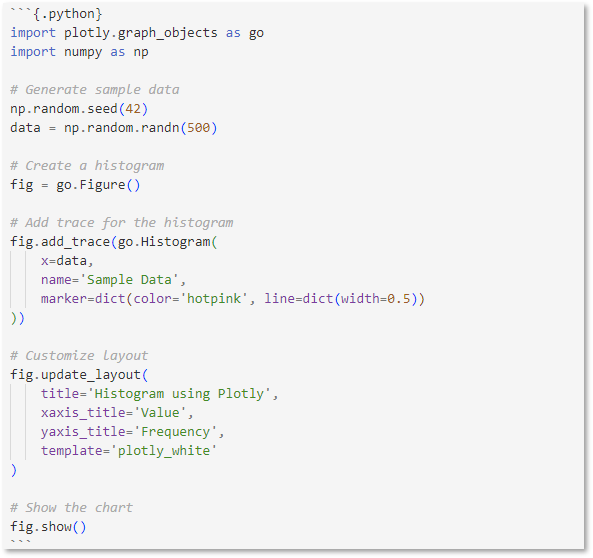 ```{.python}
import plotly.graph_objects as go
import numpy as np

# Generate sample data
np.random.seed(42)
data = np.random.randn(500)

# Create a histogram
fig = go.Figure()

# Add trace for the histogram
fig.add_trace(go.Histogram(
    x=data,
    name='Sample Data',
    marker=dict(color='hotpink', line=dict(width=0.5))
))

# Customize layout
fig.update_layout(
    title='Histogram using Plotly',
    xaxis_title='Value',
    yaxis_title='Frequency',
    template='plotly_white'
)

# Show the chart
fig.show()
```